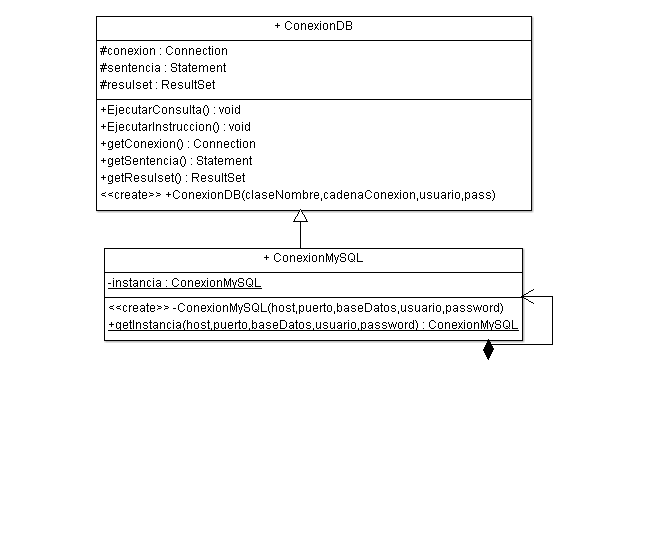 + ConexionDB
#conexion : Connection
#sentencia : Statement
#resulset : ResultSet
+EjecutarConsulta() : void
+EjecutarInstruccion() : void
+getConexion() : Connection
+getSentencia() : Statement
+getResulset() : ResultSet
<<create>> +ConexionDB(claseNombre,cadenaConexion,usuario,pass)
+ ConexionMySQL
-instancia : ConexionMySQL
<<create>> -ConexionMySQL(host,puerto,baseDatos,usuario,password)
+getInstancia(host,puerto,baseDatos,usuario,password) : ConexionMySQL